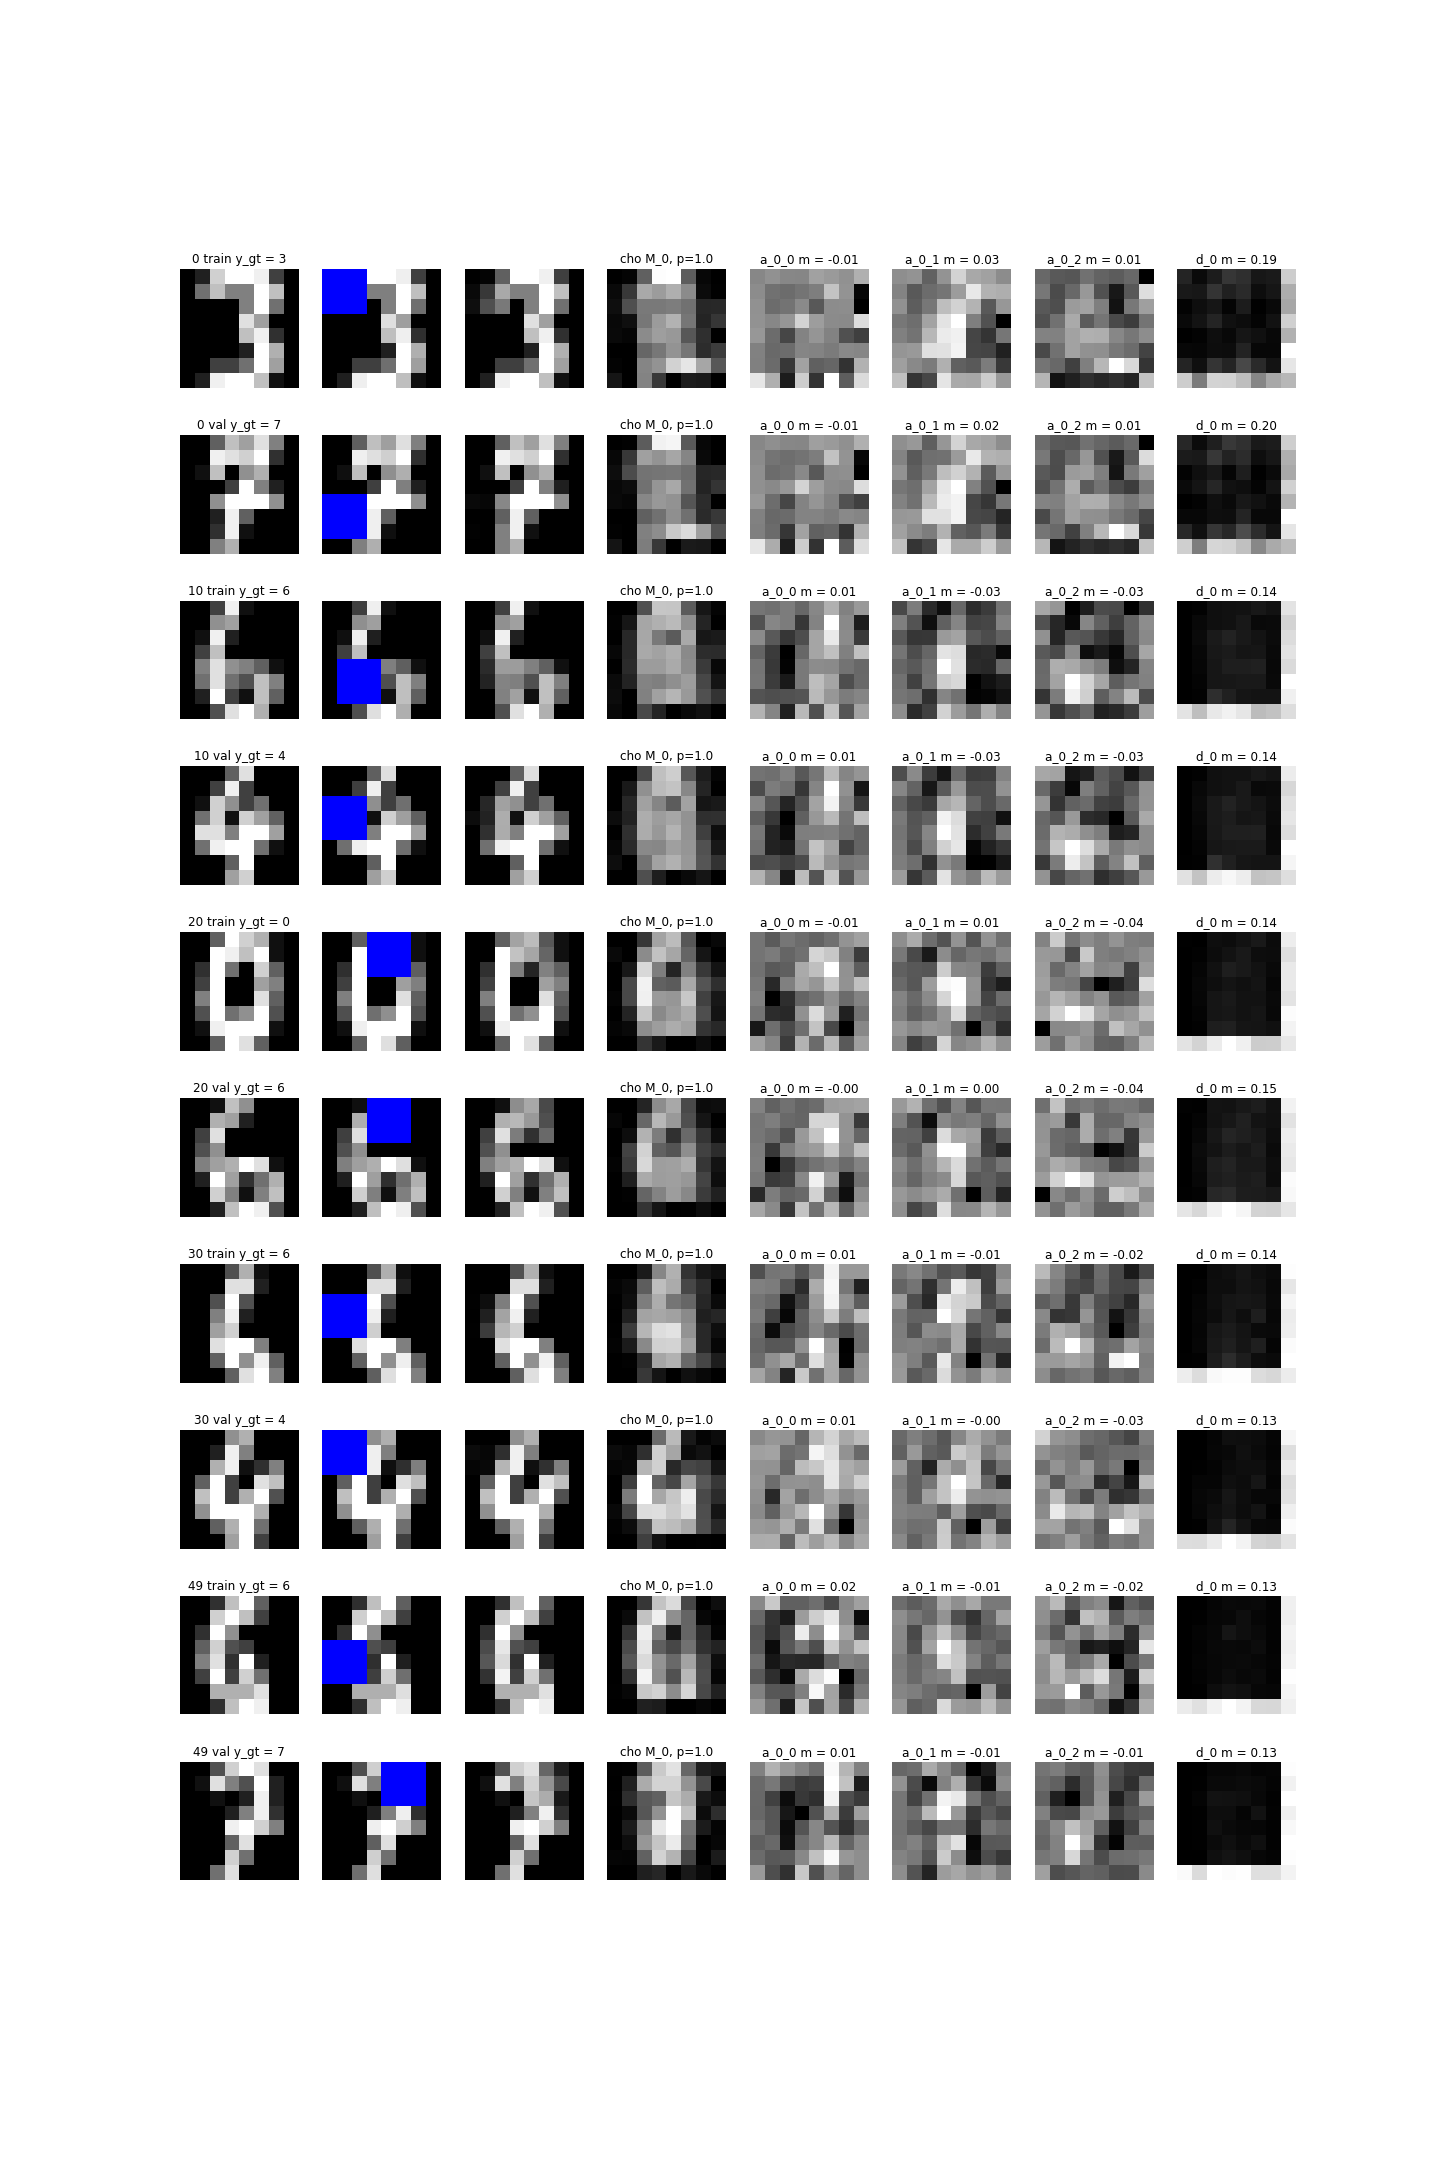 0 train y_gt = 3 cho M_0, p=1.0 a_0_0 m = -0.01 a_0_1 m = 0.03 a_0_2 m = 0.01 d_0 m = 0.19
0 val y_gt = 7 cho M_0, p=1.0 a_0_0 m = -0.01 a_0_1 m = 0.02 a_0_2 m = 0.01 d_0 m = 0.20
10 train y_gt = 6 cho M_0, p=1.0 a_0_0 m = 0.01 a_0_1 m = -0.03 a_0_2 m = -0.03 d_0 m = 0.14
10 val y_gt = 4 cho M_0, p=1.0 a_0_0 m = 0.01 a_0_1 m = -0.03 a_0_2 m = -0.03 d_0 m = 0.14
20 train y_gt = 0 cho M_0, p=1.0 a_0_0 m = -0.01 a_0_1 m = 0.01 a_0_2 m = -0.04 d_0 m = 0.14
20 val y_gt = 6 cho M_0, p=1.0 a_0_0 m = -0.00 a_0_1 m = 0.00 a_0_2 m = -0.04 d_0 m = 0.15
30 train y_gt = 6 cho M_0, p=1.0 a_0_0 m = 0.01 a_0_1 m = -0.01 a_0_2 m = -0.02 d_0 m = 0.14
30 val y_gt = 4 cho M_0, p=1.0 a_0_0 m = 0.01 a_0_1 m = -0.00 a_0_2 m = -0.03 d_0 m = 0.13
49 train y_gt = 6 cho M_0, p=1.0 a_0_0 m = 0.02 a_0_1 m = -0.01 a_0_2 m = -0.02 d_0 m = 0.13
49 val y_gt = 7 cho M_0, p=1.0 a_0_0 m = 0.01 a_0_1 m = -0.01 a_0_2 m = -0.01 d_0 m = 0.13